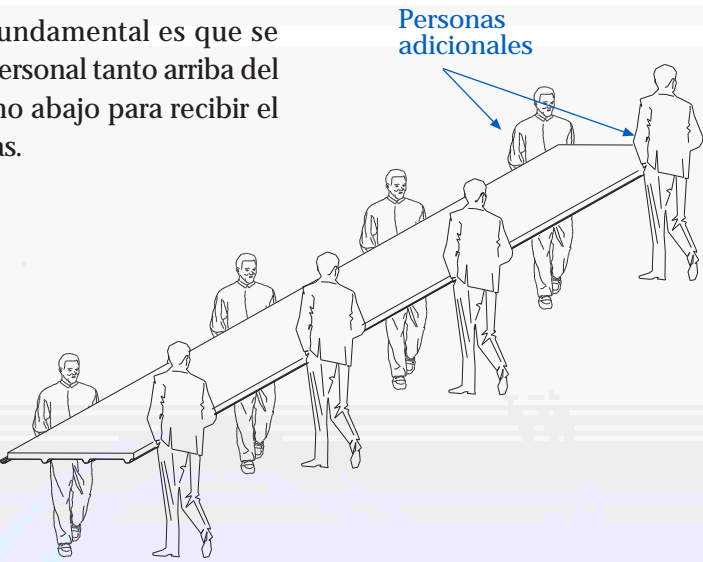 undamental es que se
ersonal tanto arriba del
no abajo para recibir el
as.
Personas
adicionales